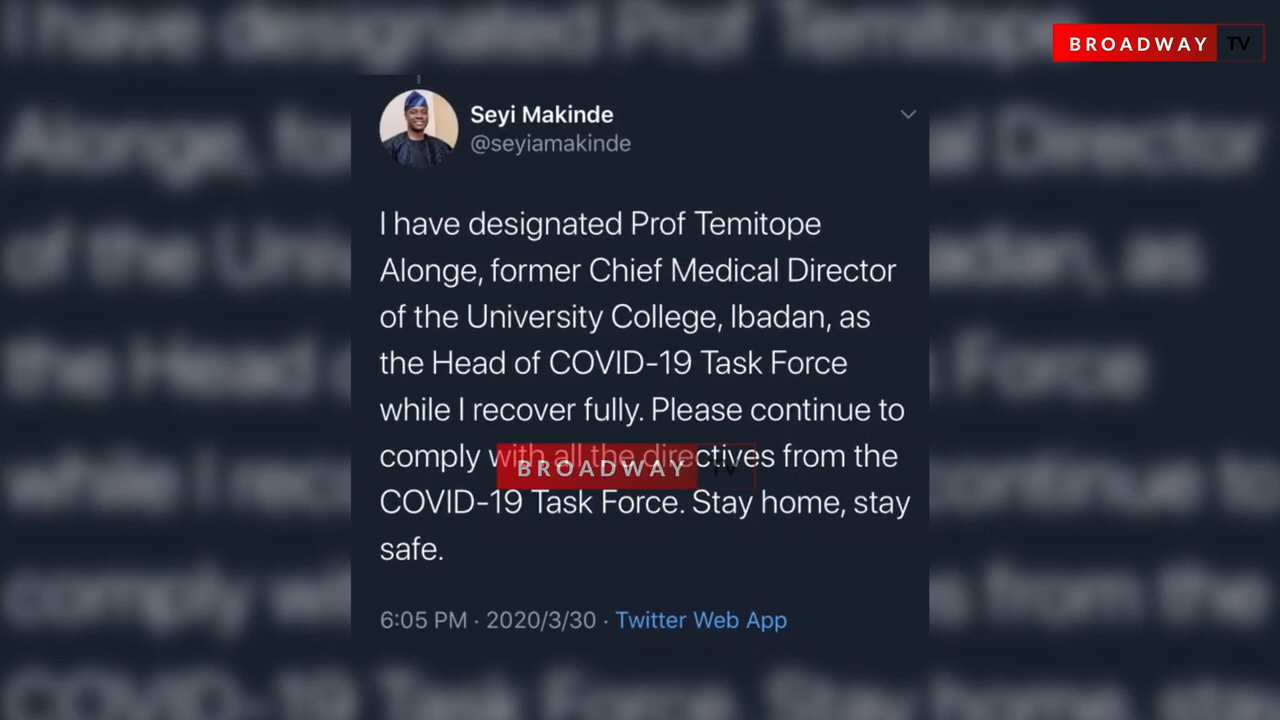 BROADWAY TV
Seyi Makinde
@seyiamakinde
I have designated Prof Temitope
Alonge, former Chief Medical Director
of the University College, Ibadan, as
the Head of COVID-19 Task Force
while I recover fully. Please continue to
comply with all the directives from the
BROADWAY TV
COVID-19 Task Force. Stay home, stay
safe.
6:05 PM · 2020/3/30 · Twitter Web App